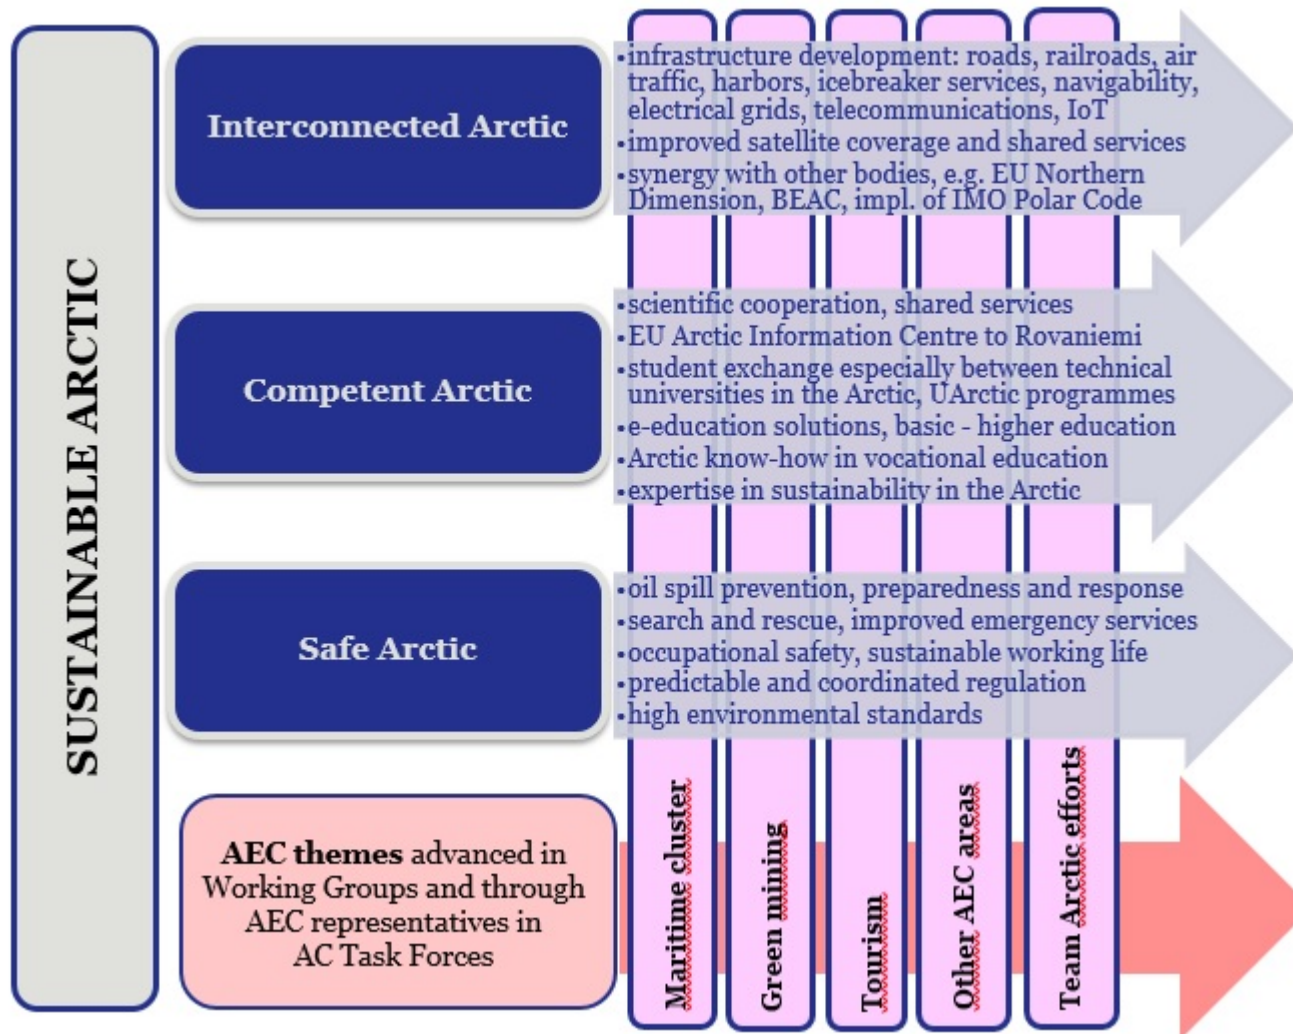 SUSTAINABLE ARCTIC
Interconnected Arctic
•infrastructure development: roads, railroads, air
traffic, harbors, icebreaker services, navigability,
electrical grids, telecommunications, IoT
•improved satellite coverage and shared services
•synergy with other bodies, e.g. EU Northern
Dimension, BEAC, impl. of IMO Polar Code
Competent Arctic
•scientific cooperation, shared services
•EU Arctic Information Centre to Rovaniemi
•student exchange especially between technical
universities in the Arctic, UArctic programmes
•e-education solutions, basic - higher education
•Arctic know-how in vocational education
•expertise in sustainability in the Arctic
Safe Arctic
•oil spill prevention, preparedness and response
•search and rescue, improved emergency services
•occupational safety, sustainable working life
•predictable and coordinated regulation
•high environmental standards
AEC themes advanced in
Working Groups and through
AEC representatives in
AC Task Forces
Maritime cluster
Green mining
Tourism
Other AEC areas
Team Arctic efforts